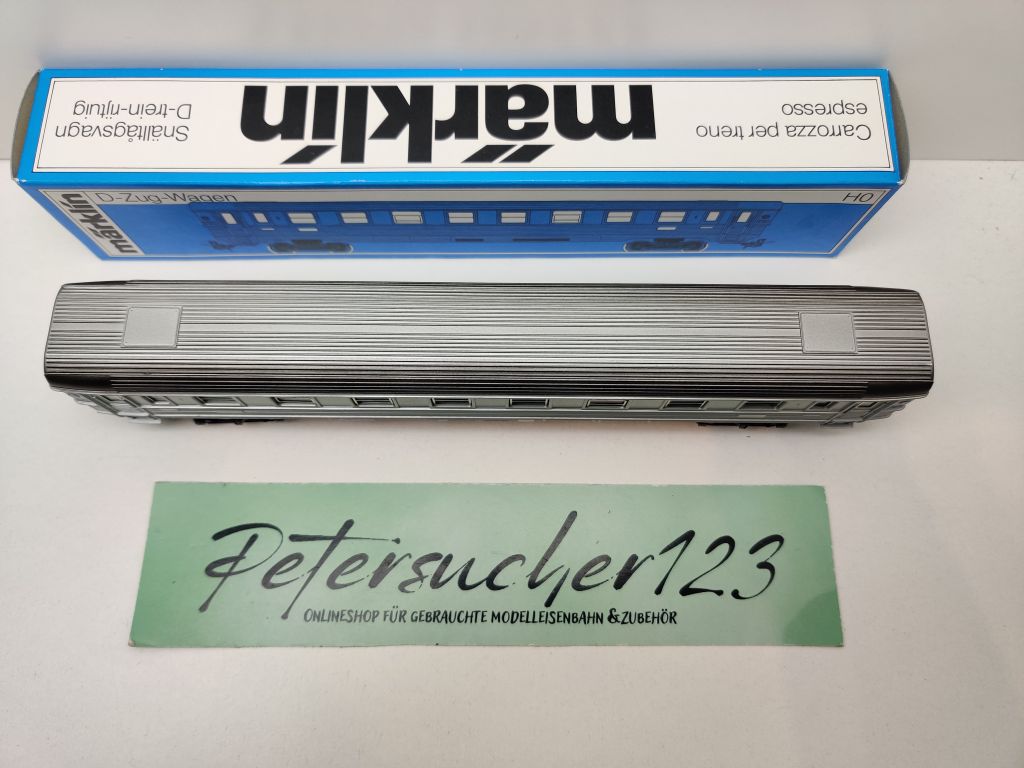 Carrozza per treno
espresso
märklin
Snälltågsvagn
D-trein-rijtuig
märklin
D-Zug-Wagen
H0
Petersucher123
ONLINESHOP FÜR GEBRAUCHTE MODELLEISENBAHN & ZUBEHÖR